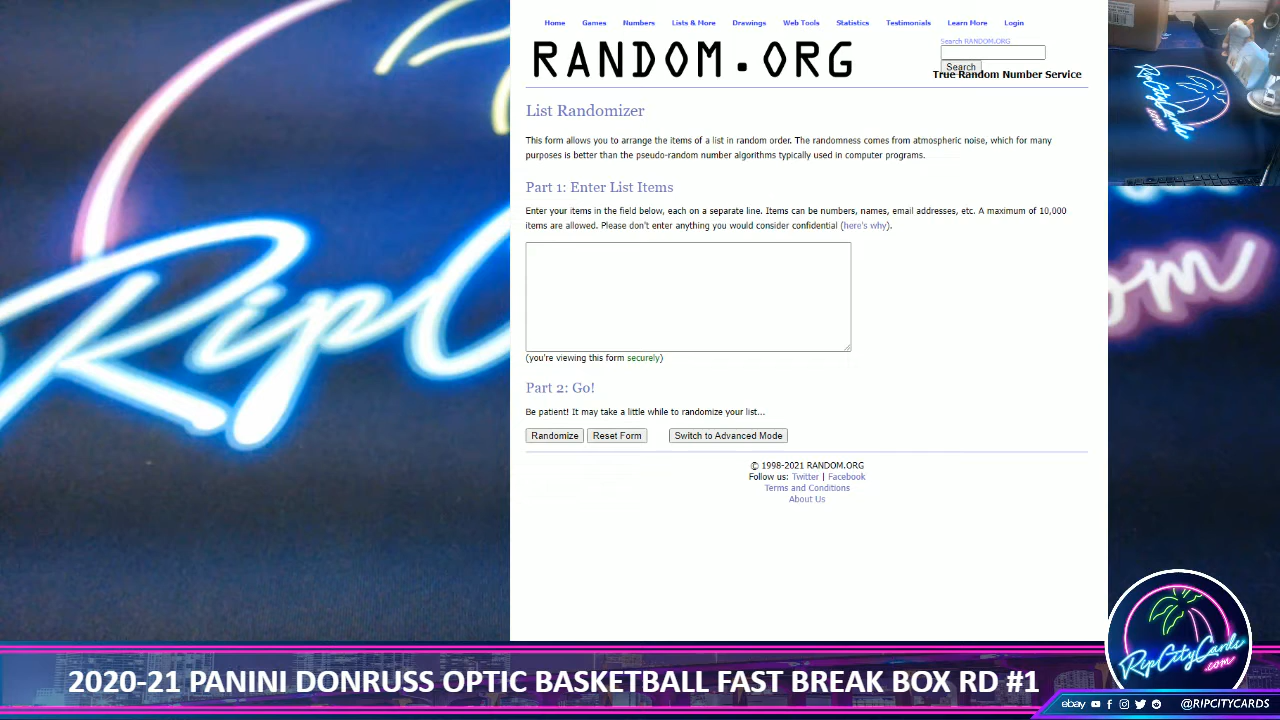 Home Games Numbers Lists & More Drawings Web Tools Statistics Testimonials Learn More Login
RANDOM.ORG
Search RANDOM.ORG
Search
True Random Number Service
List Randomizer
This form allows you to arrange the items of a list in random order. The randomness comes from atmospheric noise, which for many
purposes is better than the pseudo-random number algorithms typically used in computer programs.
Part 1: Enter List Items
Enter your items in the field below, each on a separate line. Items can be numbers, names, email addresses, etc. A maximum of 10,000
items are allowed. Please don't enter anything you would consider confidential (here's why).
(you're viewing this form securely)
Part 2: Go!
Be patient! It may take a little while to randomize your list...
Randomize Reset Form Switch to Advanced Mode
© 1998-2021 RANDOM.ORG
Follow us: Twitter | Facebook
Terms and Conditions
About Us
RipCityCards
.com
RipCityCards
.com
2020-21 PANINI DONRUSS OPTIC BASKETBALL FAST BREAK BOX RD #1
ebay @RIPCITYCARDS